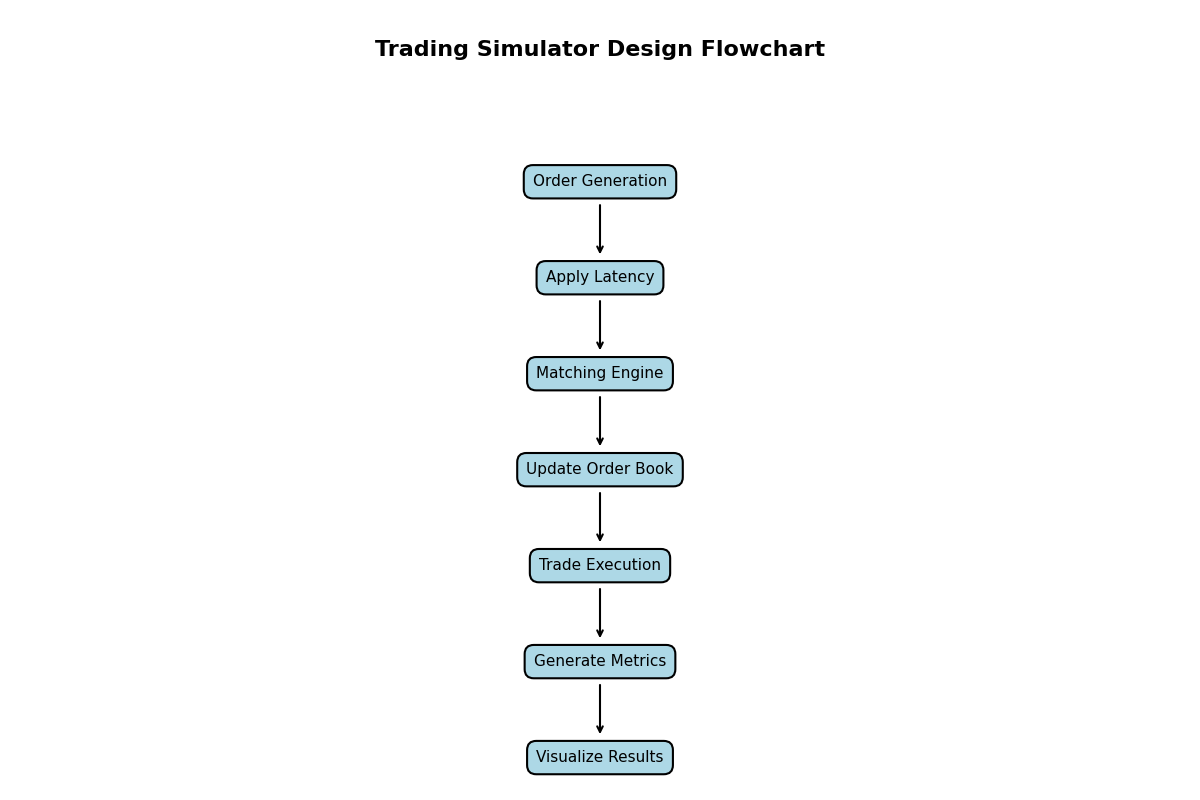 Trading Simulator Design Flowchart
Order Generation
Apply Latency
Matching Engine
Update Order Book
Trade Execution
Generate Metrics
Visualize Results